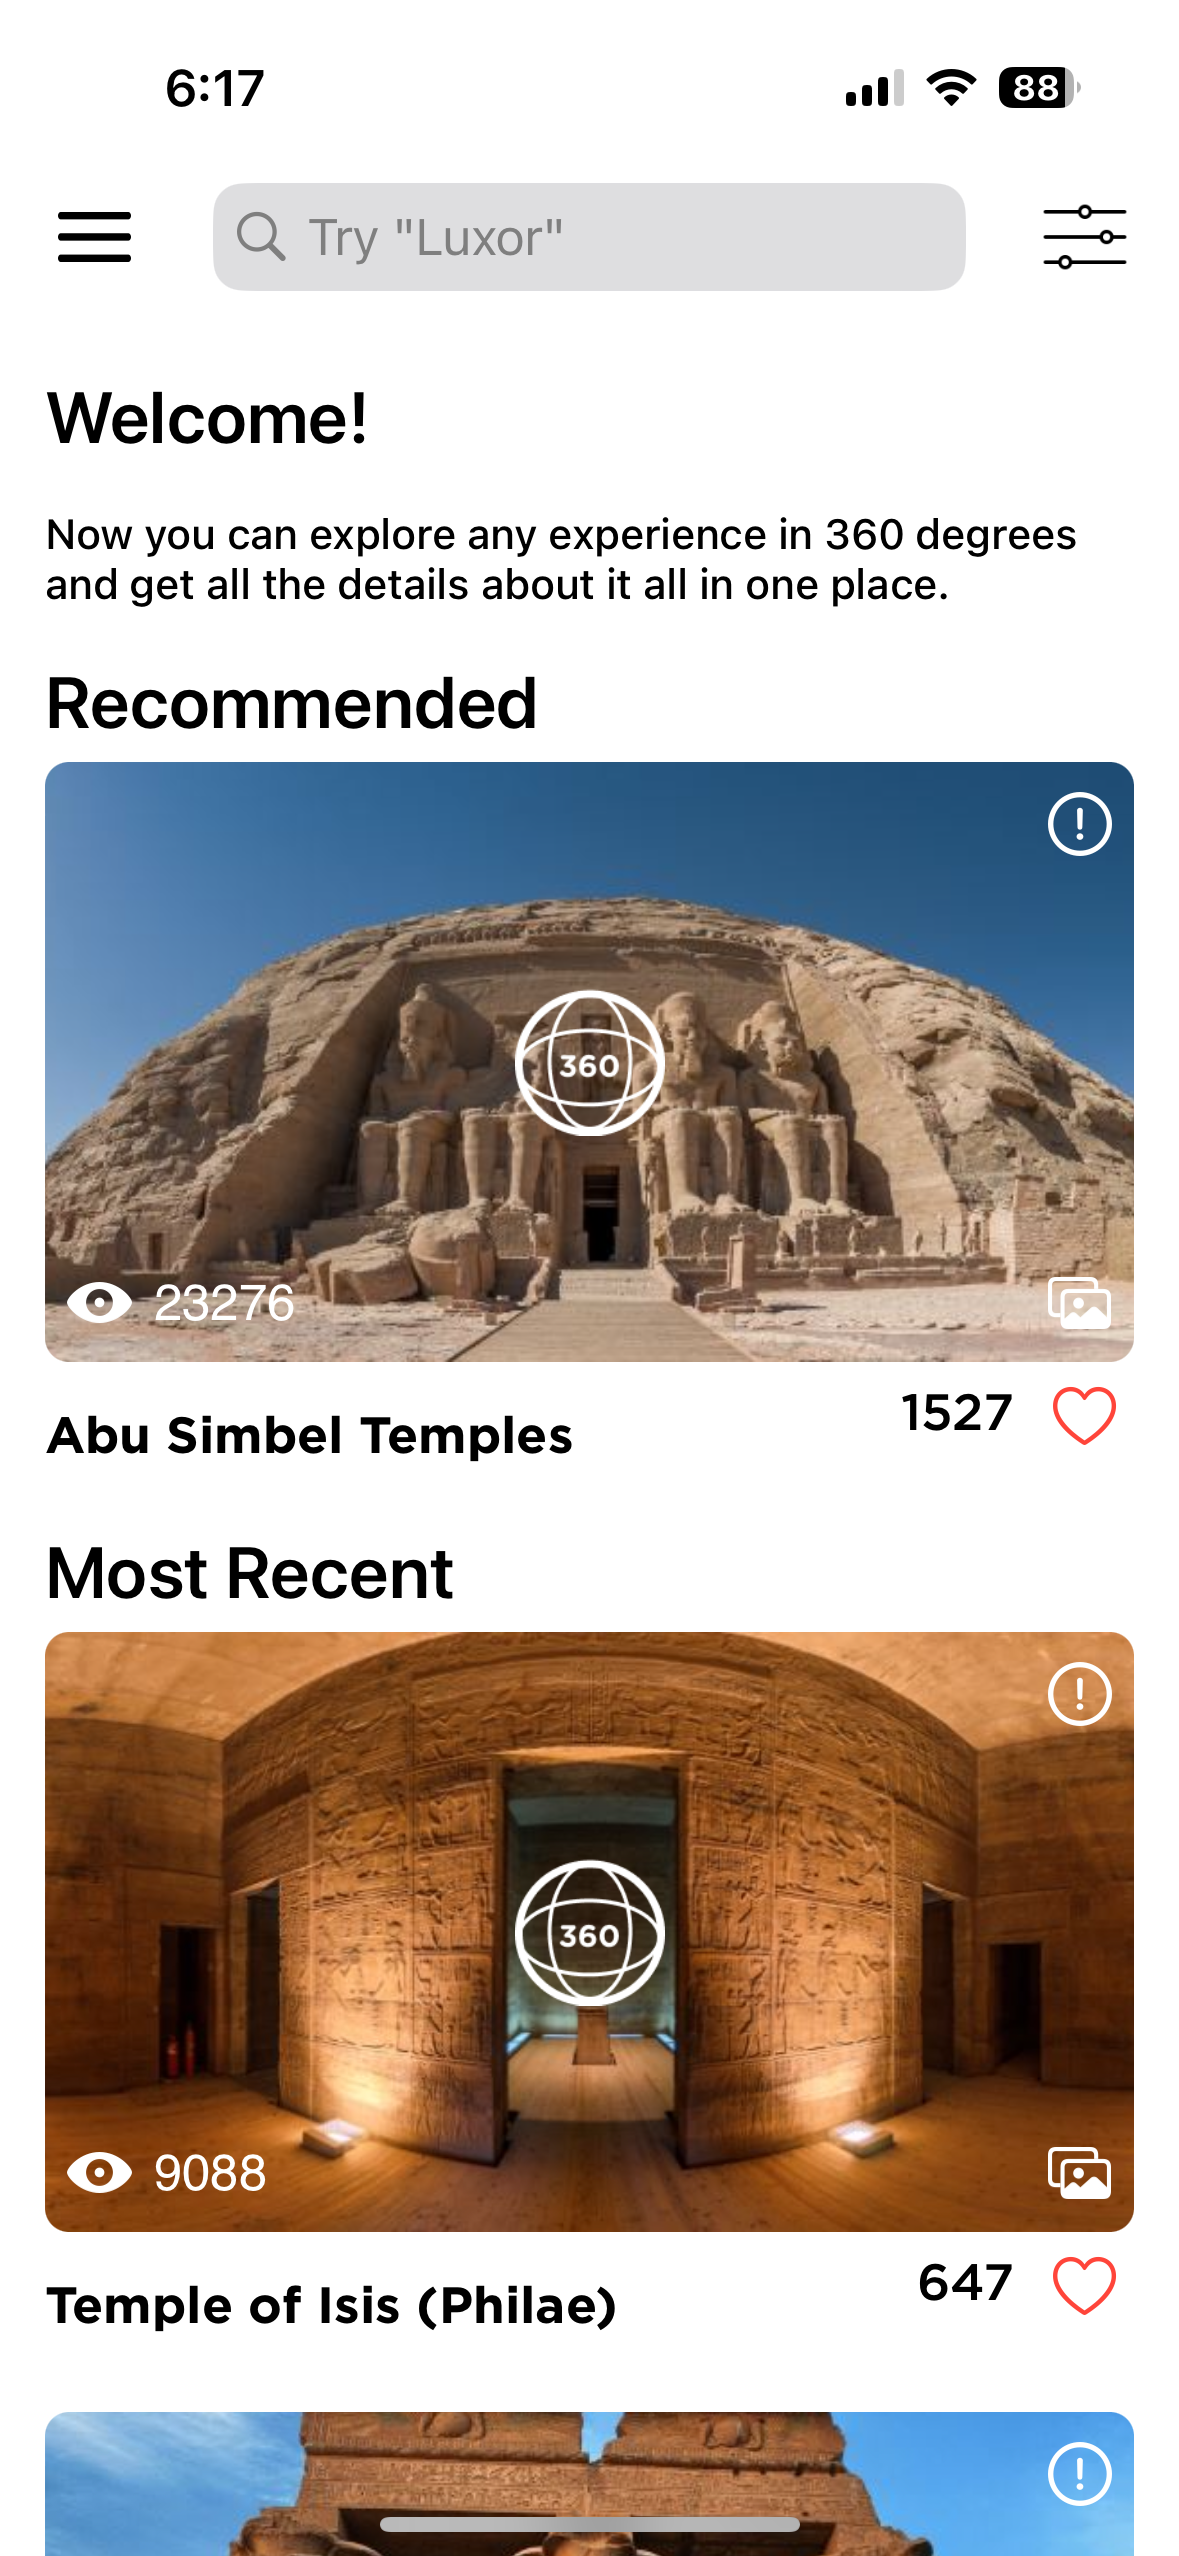 6:17
88
Try "Luxor"
Welcome!
Now you can explore any experience in 360 degrees
and get all the details about it all in one place.
Recommended
360
23276
Abu Simbel Temples
1527
Most Recent
360
9088
Temple of Isis (Philae)
647